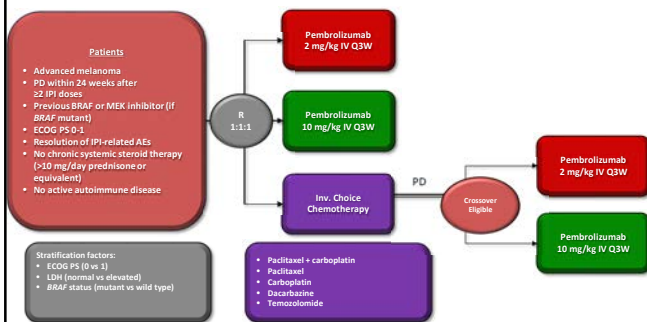 Patients
• Advanced melanoma
• PD within 24 weeks after
≥2 IPI doses
• Previous BRAF or MEK inhibitor (if
BRAF mutant)
• ECOG PS 0-1
• Resolution of IPI-related AEs
• No chronic systemic steroid therapy
(>10 mg/day prednisone or
equivalent)
• No active autoimmune disease
R
1:1:1
Pembrolizumab
2 mg/kg IV Q3W
Pembrolizumab
10 mg/kg IV Q3W
Inv. Choice
Chemotherapy
PD
Crossover
Eligible
Pembrolizumab
2 mg/kg IV Q3W
Pembrolizumab
10 mg/kg IV Q3W
Stratification factors:
• ECOG PS (0 vs 1)
• LDH (normal vs elevated)
• BRAF status (mutant vs wild type)
• Paclitaxel + carboplatin
• Paclitaxel
• Carboplatin
• Dacarbazine
• Temozolomide